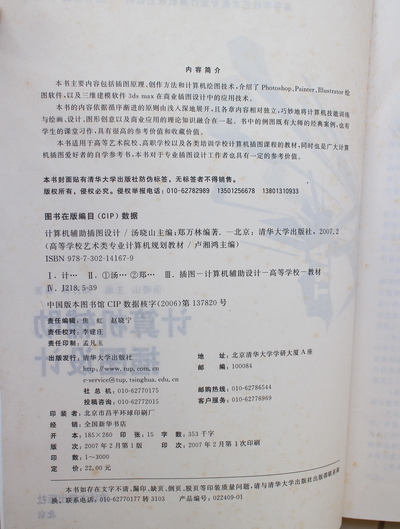 内 容 简 介
本书主要内容包括插图原理、创作方法和计算机绘图技术,介绍了Photoshop、Painter、Illustrator绘
图软件,以及三维建模软件3ds max在商业插图设计中的应用技术。
本书的内容依据循序渐进的原则由浅入深地展开,且各章内容相对独立,巧妙地将计算机技能训练
与绘画、设计、图形创意以及商业应用的理论知识融合在一起。书中的例图既有大师的经典案例,也有
学生的课堂习作,具有很高的参考价值和收藏价值。
本书适用于高等艺术院校、高职学校以及各类培训学校计算机插图课程的教材,同时也是广大计算
机插图爱好者的自学参考书,本书对于专业插图设计工作者也具有一定的参考价值。
本书封面贴有清华大学出版社防伪标签,无标签者不得销售。
版权所有,侵权必究。侵权举报电话:010-62782989 13501256678 13801310933
图书在版编目(CIP)数据
计算机辅助插图设计/汤晓山主编;郑万林编著.—北京:清华大学出版社,2007.2
(高等学校艺术类专业计算机规划教材/卢湘鸿主编)
ISBN 978-7-302-14167-9
Ⅰ.计… Ⅱ.①汤…②郑… Ⅲ.插图-计算机辅助设计-高等学校-教材
Ⅳ.J218.5-39
中国版本图书馆CIP数据核字(2006)第137820号
责任编辑:焦 虹 赵晓宁
责任校对:李建庄
责任印制:孟凡玉
出版发行:清华大学出版社 地 址:北京清华大学学研大厦A座
http://www.tup.com.cn 邮 编:100084
c-service@tup.tsinghua.edu.cn
社 总 机:010-62770175 邮购热线:010-62786544
投稿咨询:010-62772015 客户服务:010-62776969
印 装 者:北京市昌平环球印刷厂
经 销:全国新华书店
开 本:185×260 印 张:15 字 数:353千字
版 次:2007年2月第1版 印 次:2007年2月第1次印刷
印 数:1~3000
定 价:22.00元
本书如存在文字不清、漏印、缺页、倒页、脱页等印装质量问题,请与清华大学出版社出版部联系调
换。联系电话:010-62770177转3103 产品编号:022409-01